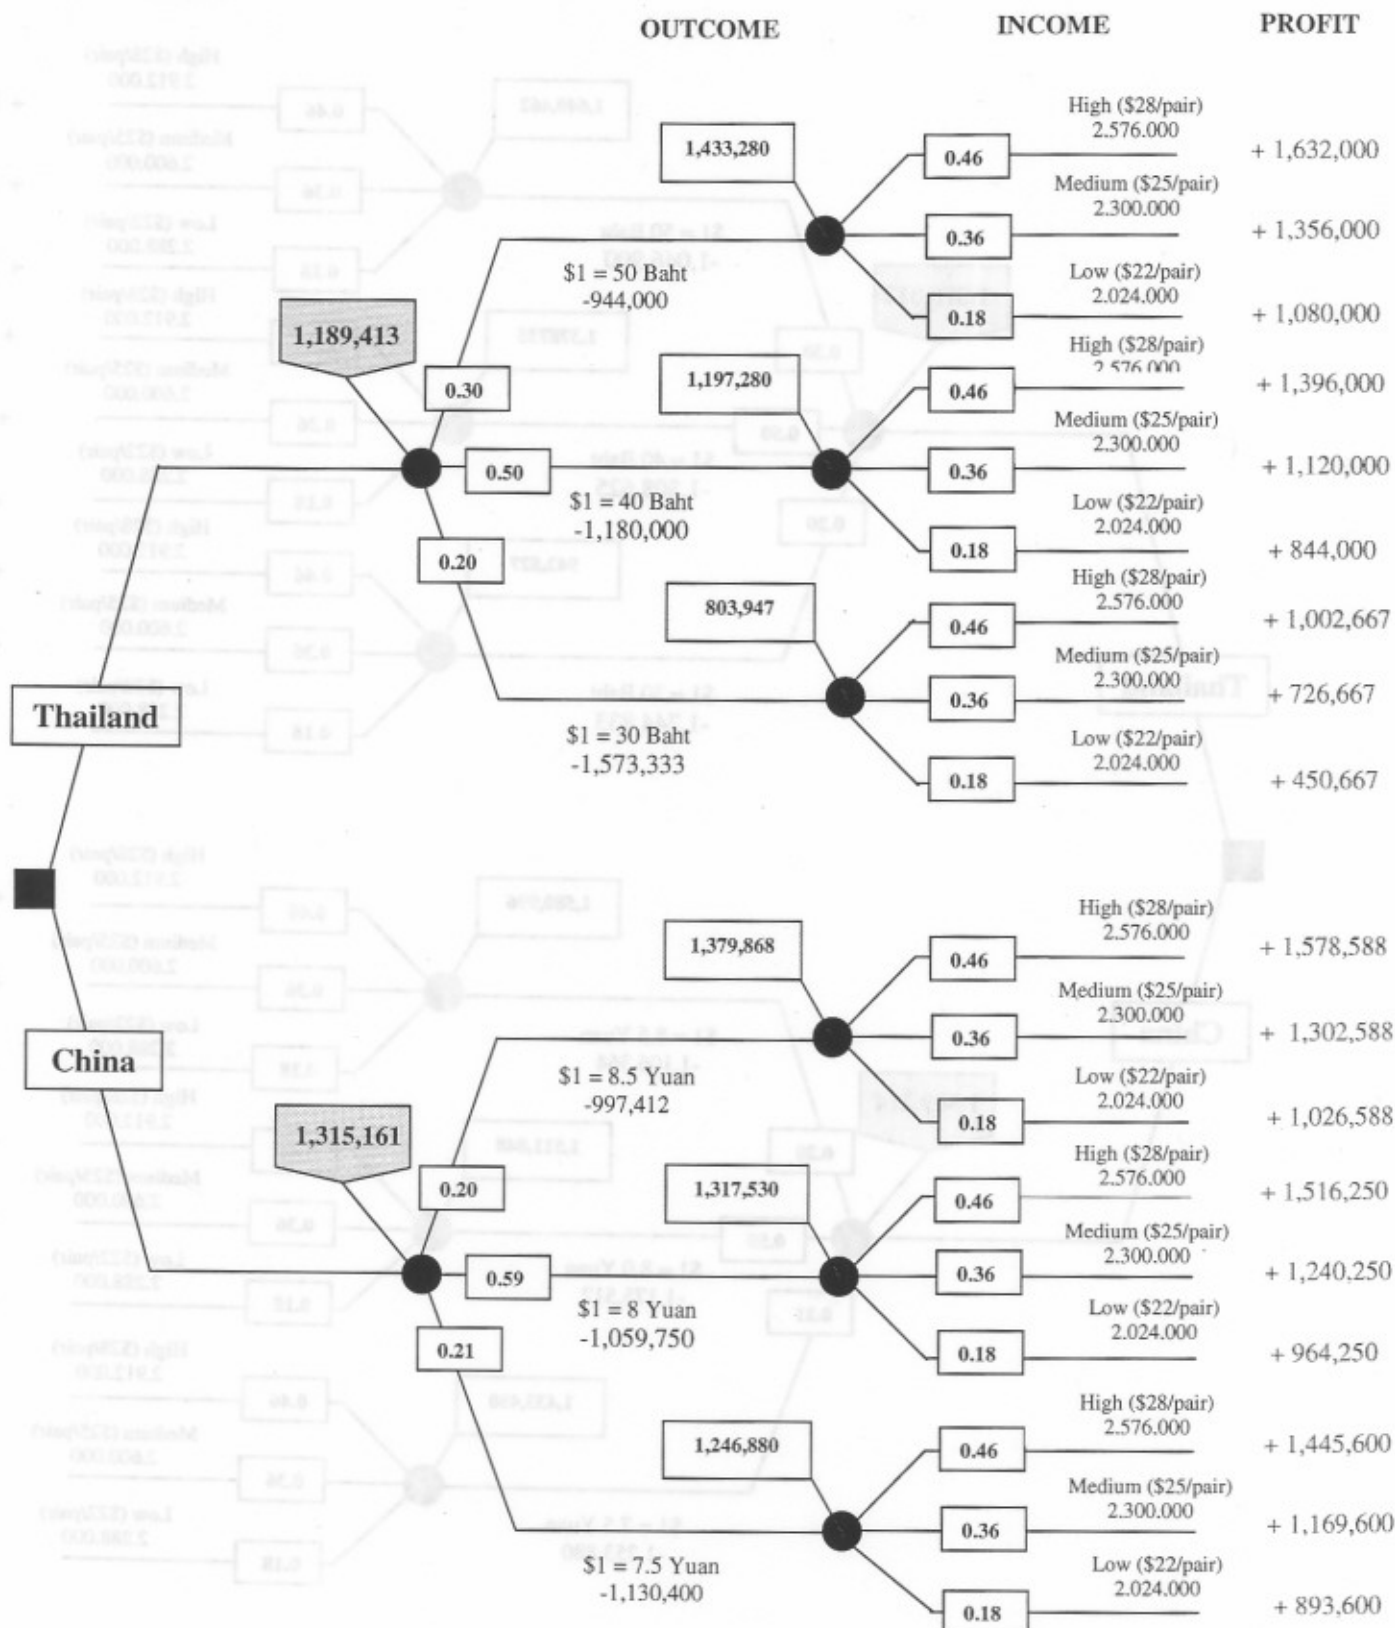 OUTCOME INCOME PROFIT
High ($28/pair)
2.576.000
1,433,280
0.46
+ 1,632,000
Medium ($25/pair)
2.300.000
0.36
+ 1,356,000
$1 = 50 Baht
-944,000
Low ($22/pair)
2.024.000
0.18
+ 1,080,000
1,189,413
0.30
High ($28/pair)
2.576.000
1,197,280
0.46
+ 1,396,000
Medium ($25/pair)
2.300.000
0.50
0.36
+ 1,120,000
$1 = 40 Baht
-1,180,000
Low ($22/pair)
2.024.000
0.18
+ 844,000
0.20
High ($28/pair)
2.576.000
803,947
0.46
+ 1,002,667
Medium ($25/pair)
2.300.000
0.36
+ 726,667
Thailand
$1 = 30 Baht
-1,573,333
Low ($22/pair)
2.024.000
0.18
+ 450,667
High ($28/pair)
2.576.000
1,379,868
0.46
+ 1,578,588
Medium ($25/pair)
2.300.000
0.36
+ 1,302,588
China
$1 = 8.5 Yuan
-997,412
Low ($22/pair)
2.024.000
0.18
+ 1,026,588
1,315,161
0.20
High ($28/pair)
2.576.000
1,317,530
0.46
+ 1,516,250
Medium ($25/pair)
2.300.000
0.59
0.36
+ 1,240,250
$1 = 8 Yuan
-1,059,750
Low ($22/pair)
2.024.000
0.18
+ 964,250
0.21
High ($28/pair)
2.576.000
1,246,880
0.46
+ 1,445,600
Medium ($25/pair)
2.300.000
0.36
+ 1,169,600
$1 = 7.5 Yuan
-1,130,400
Low ($22/pair)
2.024.000
0.18
+ 893,600